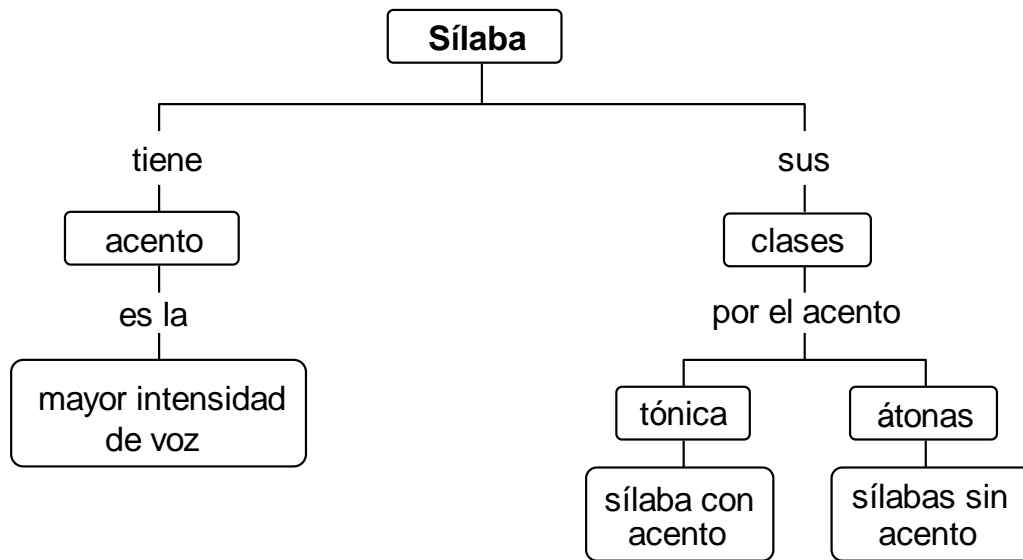 Sílaba
tiene
sus
acento
clases
es la
por el acento
mayor intensidad
de voz
tónica
átonas
sílaba con
acento
sílabas sin
acento